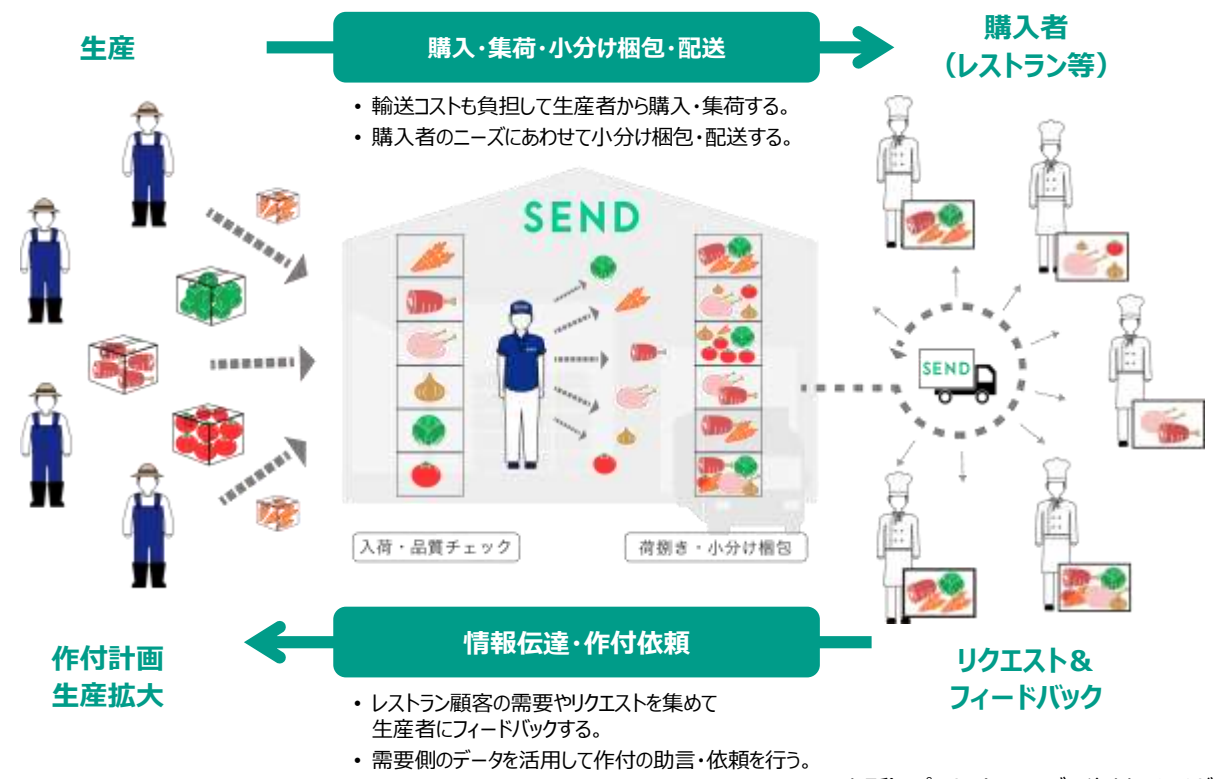 生産
購入・集荷・小分け梱包・配送
購入者
（レストラン等）
• 輸送コストも負担して生産者から購入・集荷する。
• 購入者のニーズにあわせて小分け梱包・配送する。
SEND
SEND
入荷・品質チェック
荷捌き・小分け梱包
情報伝達・作付依頼
作付計画
生産拡大
リクエスト＆
フィードバック
• レストラン顧客の需要やリクエストを集めて
生産者にフィードバックする。
• 需要側のデータを活用して作付の助言・依頼を行う。